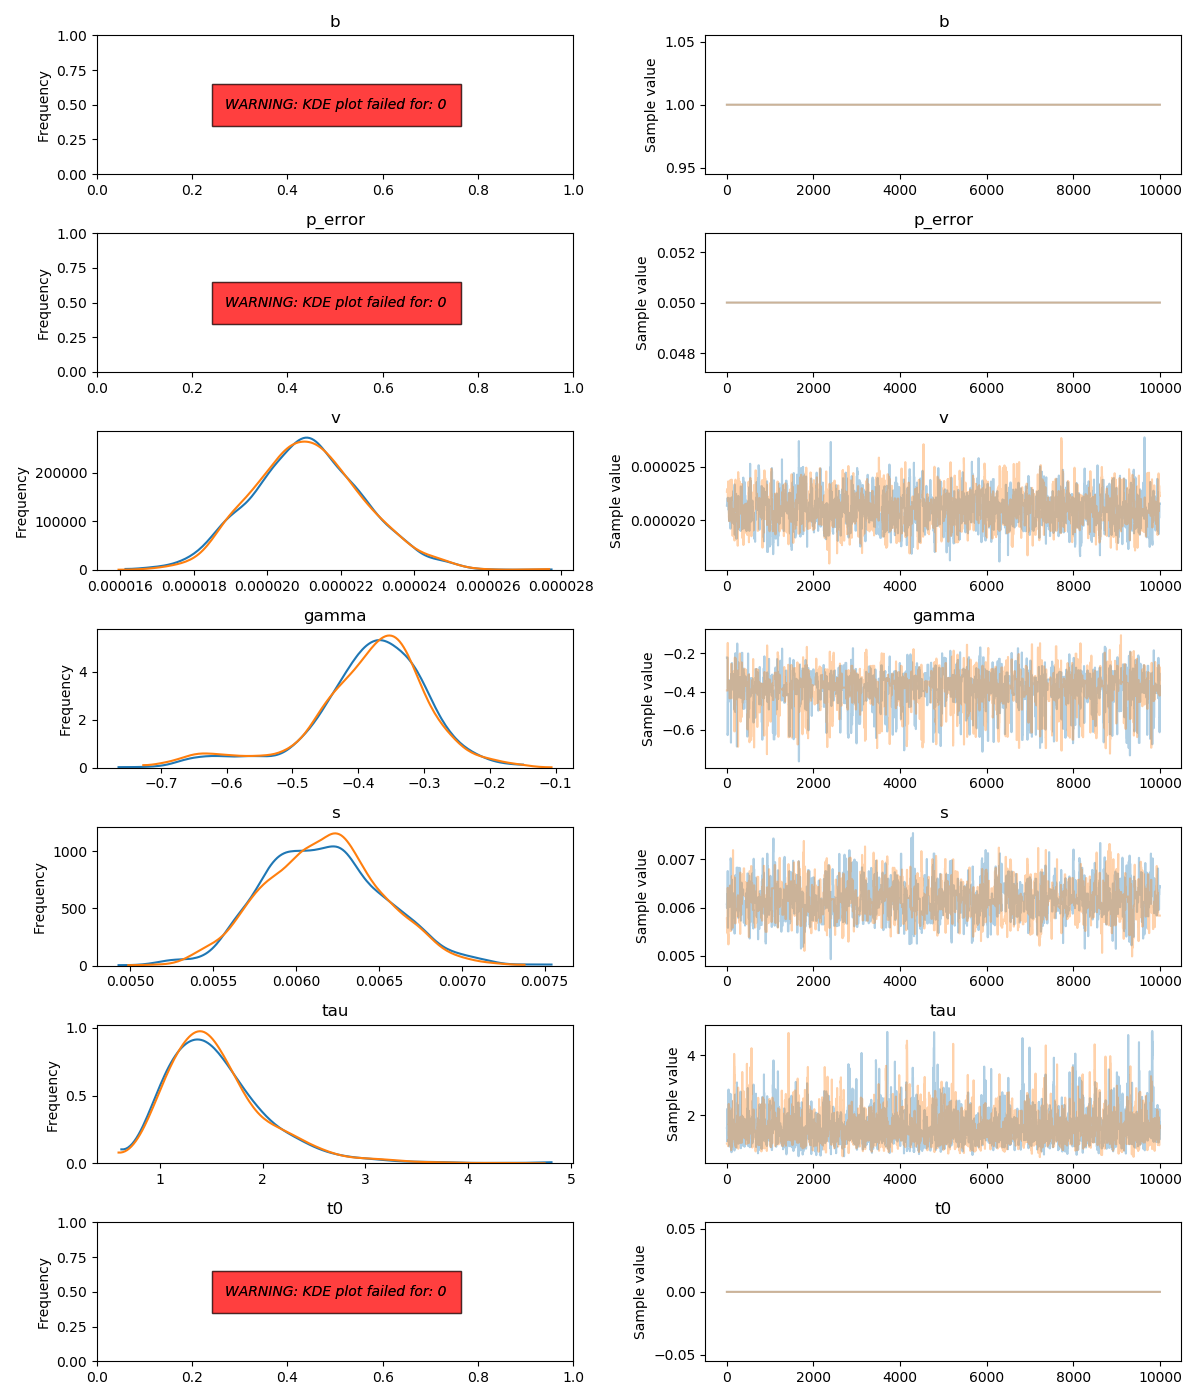 b
b
1.00
0.75
0.50
0.25
0.00
Frequency
WARNING: KDE plot failed for: 0
0.0 0.2 0.4 0.6 0.8 1.0
1.05
1.00
0.95
Sample value
0 2000 4000 6000 8000 10000
p_error
p_error
1.00
0.75
0.50
0.25
0.00
Frequency
WARNING: KDE plot failed for: 0
0.0 0.2 0.4 0.6 0.8 1.0
0.052
0.050
0.048
Sample value
0 2000 4000 6000 8000 10000
v
v
200000
100000
0
Frequency
0.000016 0.000018 0.000020 0.000022 0.000024 0.000026 0.000028
0.000025
0.000020
Sample value
0 2000 4000 6000 8000 10000
gamma
gamma
4
2
0
Frequency
−0.7 −0.6 −0.5 −0.4 −0.3 −0.2 −0.1
−0.2
−0.4
−0.6
Sample value
0 2000 4000 6000 8000 10000
s
s
1000
500
0
Frequency
0.0050 0.0055 0.0060 0.0065 0.0070 0.0075
0.007
0.006
0.005
Sample value
0 2000 4000 6000 8000 10000
tau
tau
1.0
0.5
0.0
Frequency
1 2 3 4 5
4
2
Sample value
0 2000 4000 6000 8000 10000
t0
t0
1.00
0.75
0.50
0.25
0.00
Frequency
WARNING: KDE plot failed for: 0
0.0 0.2 0.4 0.6 0.8 1.0
0.05
0.00
−0.05
Sample value
0 2000 4000 6000 8000 10000